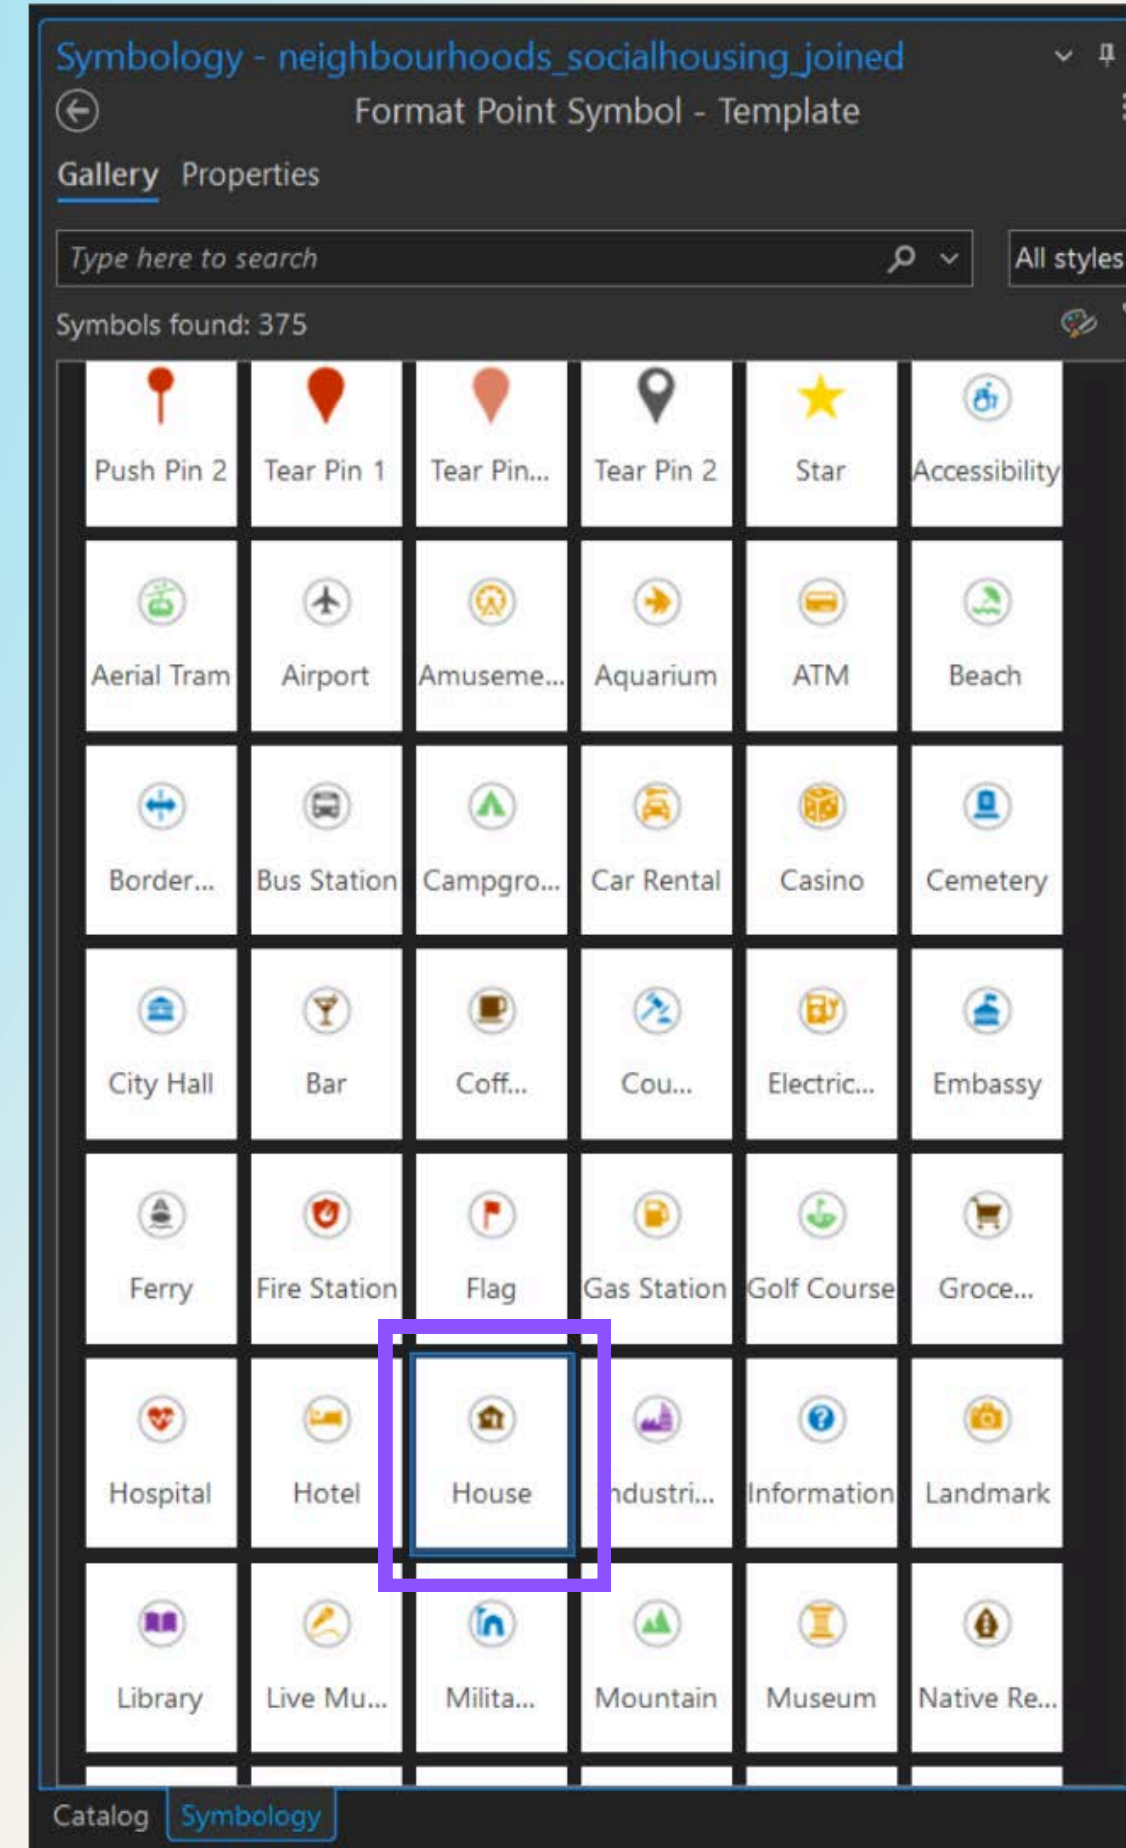 Symbology - neighbourhoods_socialhousing_joined
Format Point Symbol - Template
Gallery Properties
Type here to search All styles
Symbols found: 375
Push Pin 2 Tear Pin 1 Tear Pin... Tear Pin 2 Star Accessibility
Aerial Tram Airport Amuseme... Aquarium ATM Beach
Border... Bus Station Campgro... Car Rental Casino Cemetery
City Hall Bar Coff... Cou... Electric... Embassy
Ferry Fire Station Flag Gas Station Golf Course Groce...
Hospital Hotel House ndustri... Information Landmark
Library Live Mu... Milita... Mountain Museum Native Re...
Catalog Symbology